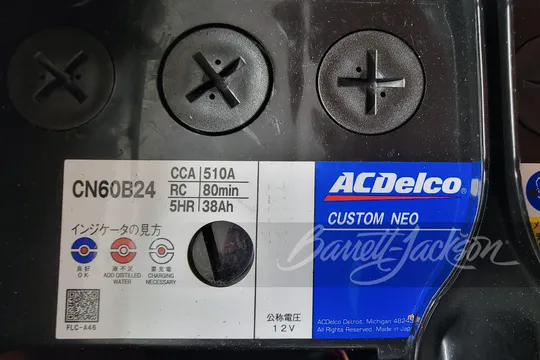 CN60B24
CCA 510A
RC 80min
5HR 38Ah
インジケータの見方
良好
OK
液不足
ADD DISTILLED
WATER
要充電
CHARGING
NECESSARY
FLC-A46
公称電圧
12V
ACDelco®
CUSTOM NEO
Barrett-Jackson
ACDelco Detroit, Michigan
All Rights Reserved. Made in